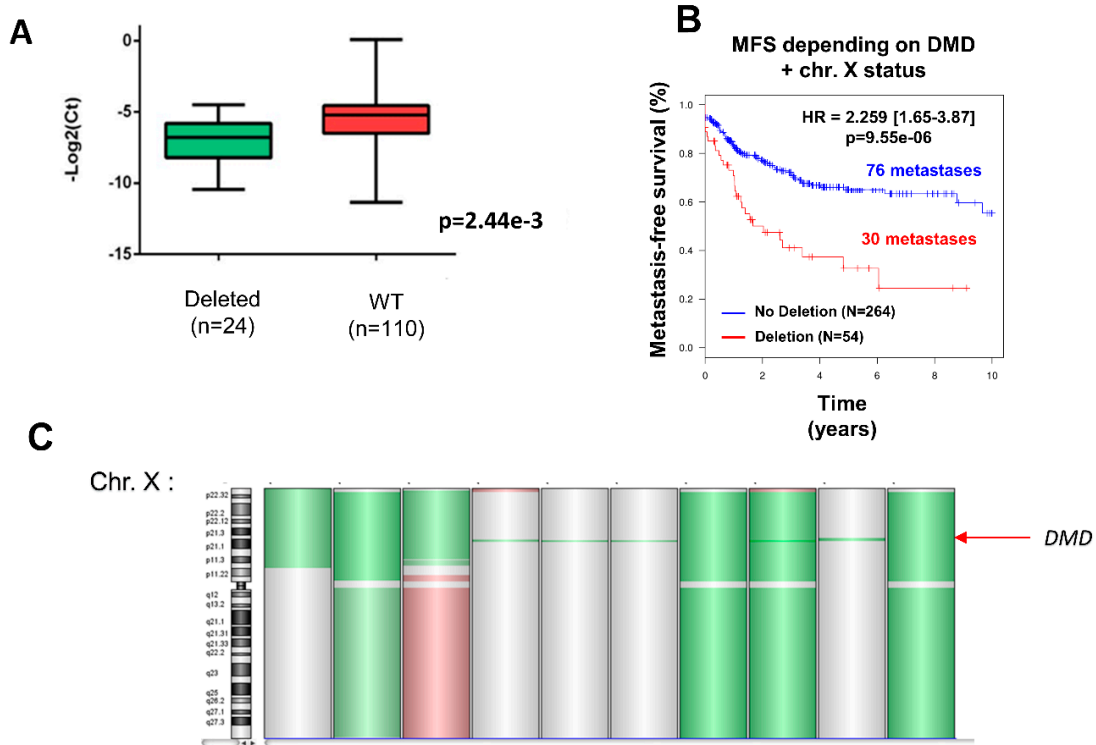 A
0
-5
-10
-15
-Log2(Ct)
p=2.44e-3
Deleted
(n=24)
WT
(n=110)
B
MFS depending on DMD
+ chr. X status
HR = 2.259 [1.65-3.87]
p=9.55e-06
76 metastases
30 metastases
No Deletion (N=264)
Deletion (N=54)
Metastasis-free survival (%)
1.0
0.8
0.6
0.4
0.2
0.0
0
2
4
6
8
10
Time
(years)
C
Chr. X :
p22.32
p22.2
p22.12
p21.3
p21.1
p11.3
p11.22
q12
q13.2
q21.1
q21.31
q21.33
q22.2
q23
q25
q26.2
q27.1
q27.3
DMD